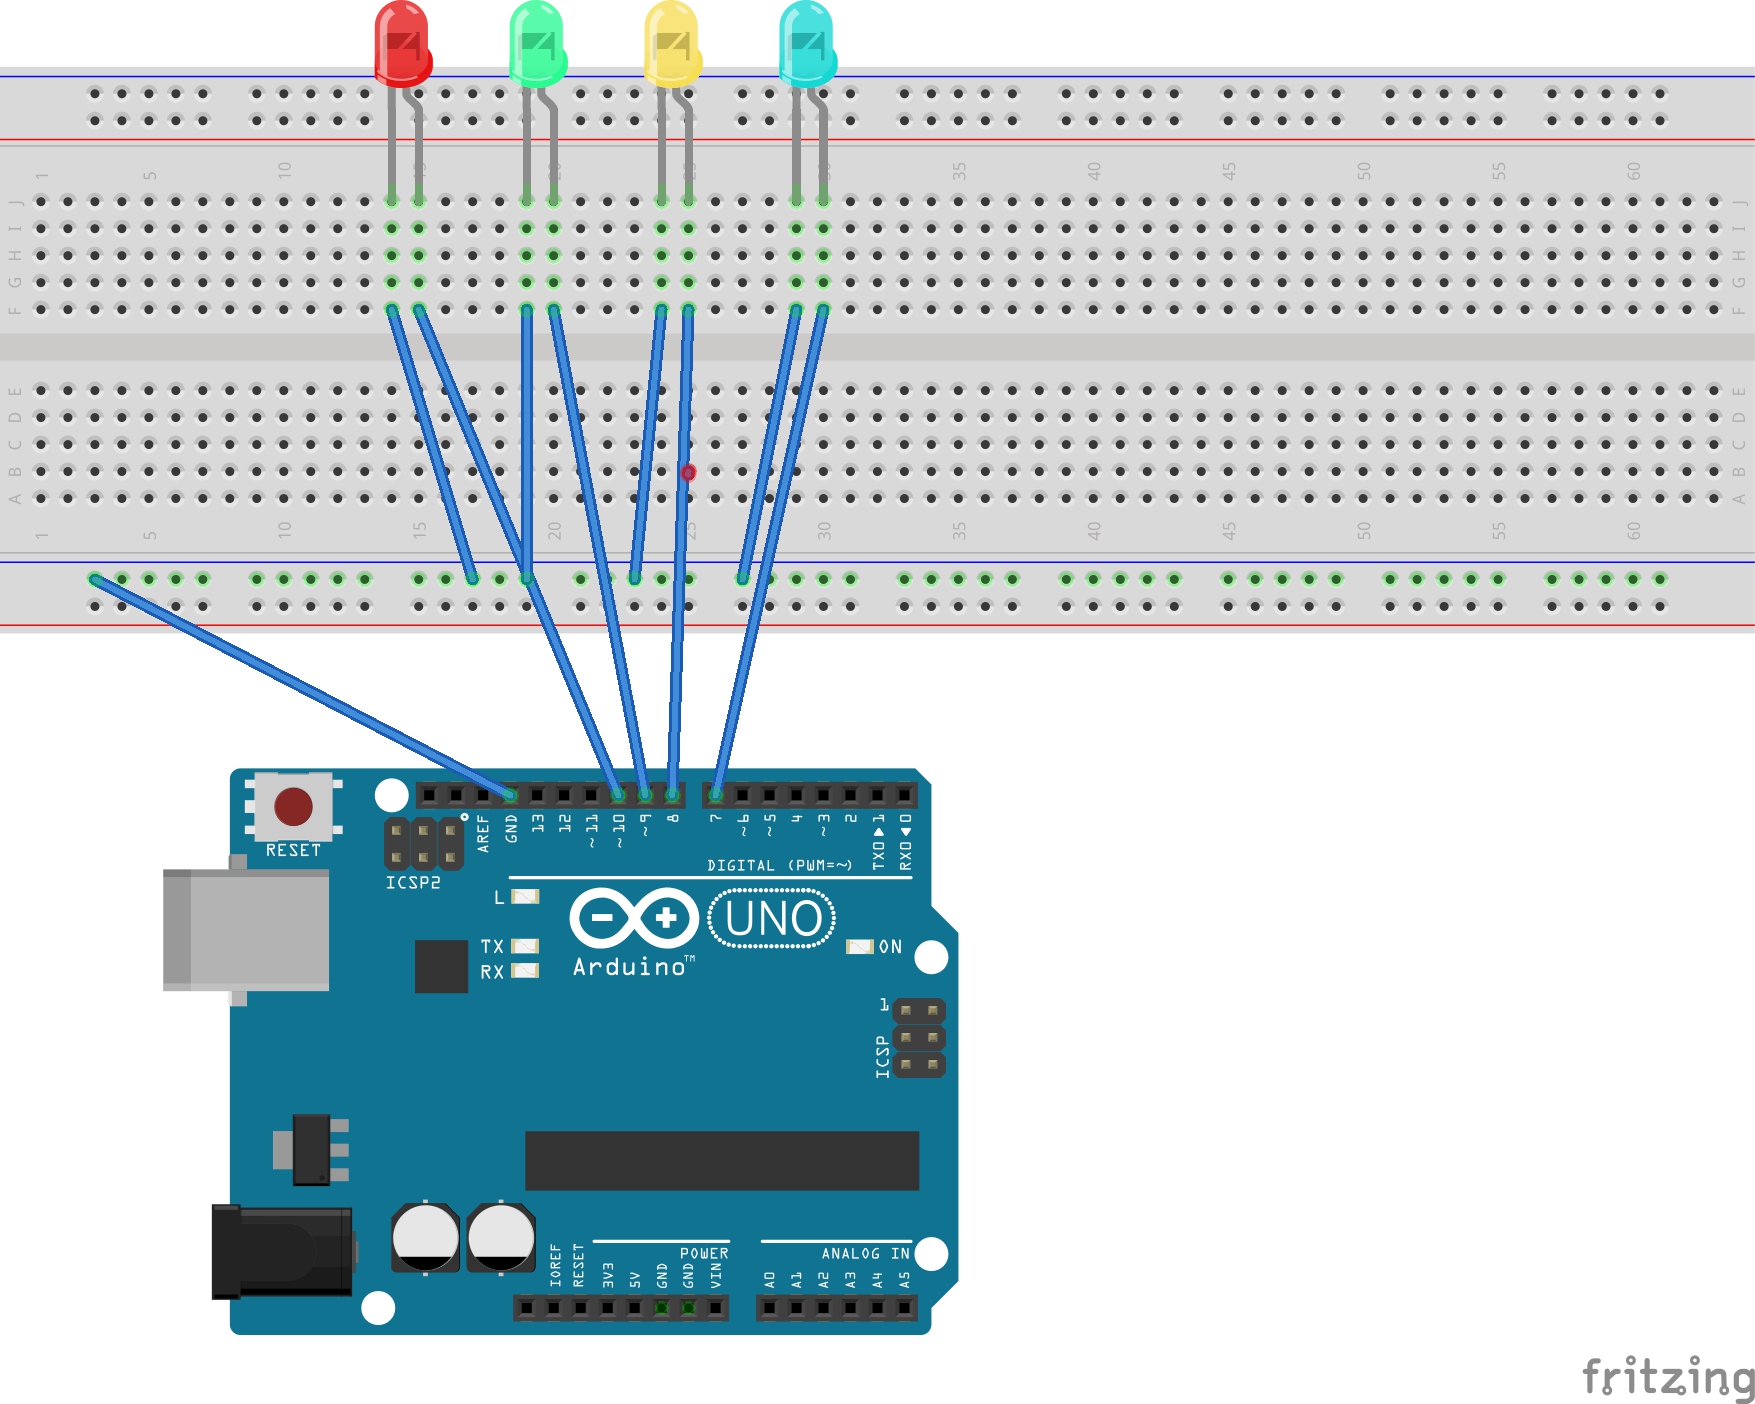 1 5 10 15 20 25 30 35 40 45 50 55 60
J J
I I
H H
G G
F F
E E
D D
C C
B B
A A
1 5 10 15 20 25 30 35 40 45 50 55 60
AREF GND 13 12 ~11 ~10 ~9 8 7 ~6 ~5 4 ~3 2 TX0 1 RX0 0
RESET
ICSP2
DIGITAL (PWM=~)
L
UNO
TX
RX
ON
Arduino™
1
ICSP
POWER
ANALOG IN
IOREF RESET 3V3 5V GND GND VIN A0 A1 A2 A3 A4 A5
fritzing